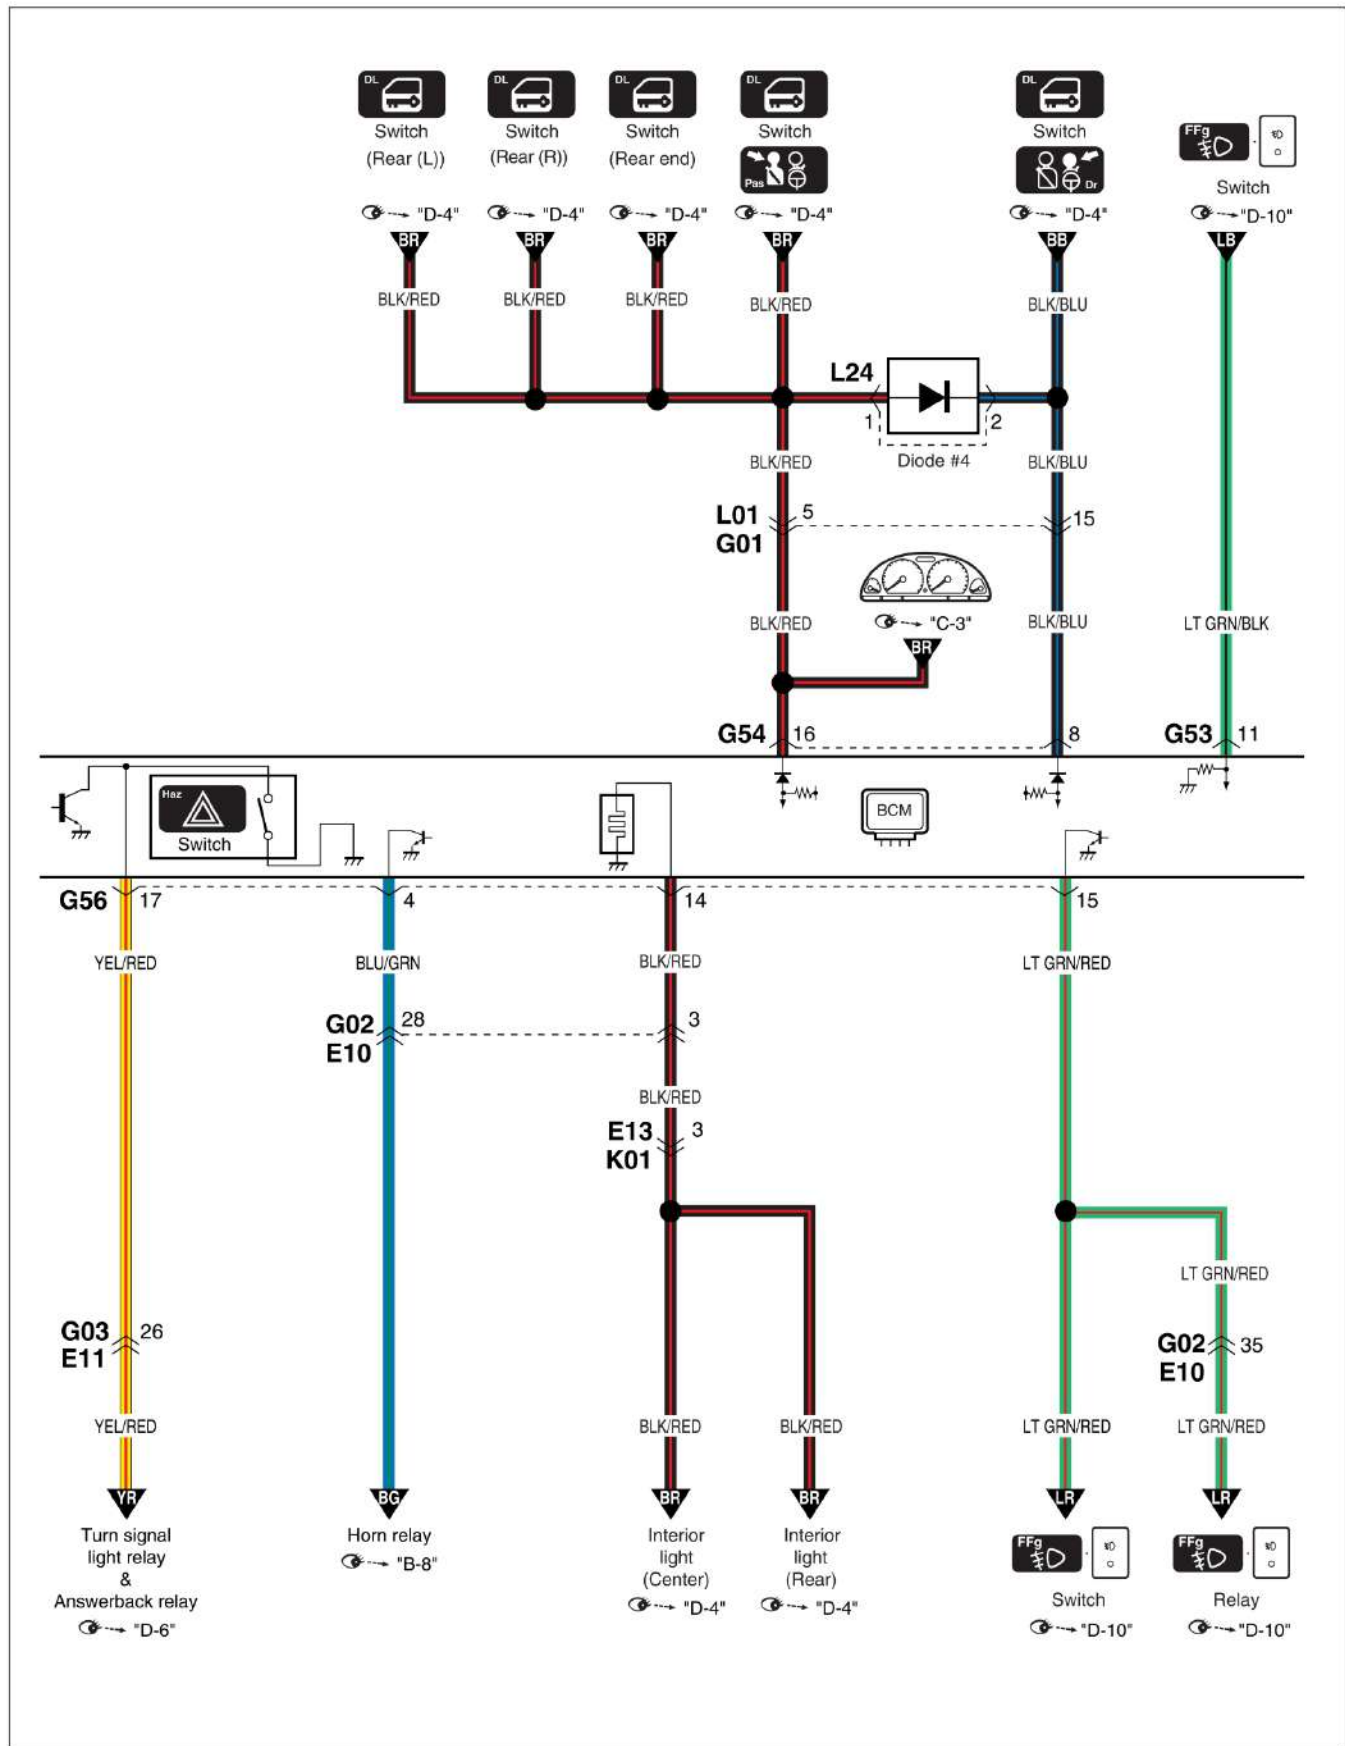 DL DL DL DL DL
Switch Switch Switch Switch Switch FFg
(Rear (L)) (Rear (R)) (Rear end) Pas Dr Switch
"D-4" "D-4" "D-4" "D-4" "D-4" "D-10"
BR BR BR BR BB LB
BLK/RED BLK/RED BLK/RED BLK/RED BLK/BLU
L24 1 2
BLK/RED Diode #4 BLK/BLU
L01 5 15
G01
"C-3"
BLK/RED BLK/BLU LT GRN/BLK
BR
G54 16 8 G53 11
Haz
Switch
BCM
G56 17 4 14 15
YEL/RED BLU/GRN BLK/RED LT GRN/RED
G02 28 3
E10
BLK/RED
E13 3
K01
LT GRN/RED
G03 26 G02 35
E11 E10
YEL/RED BLK/RED BLK/RED LT GRN/RED LT GRN/RED
YR BG BR BR LR LR
Turn signal
light relay
&
Answerback relay
"D-6"
Horn relay
"B-8"
Interior
light
(Center)
"D-4"
Interior
light
(Rear)
"D-4"
FFg
Switch
"D-10"
FFg
Relay
"D-10"